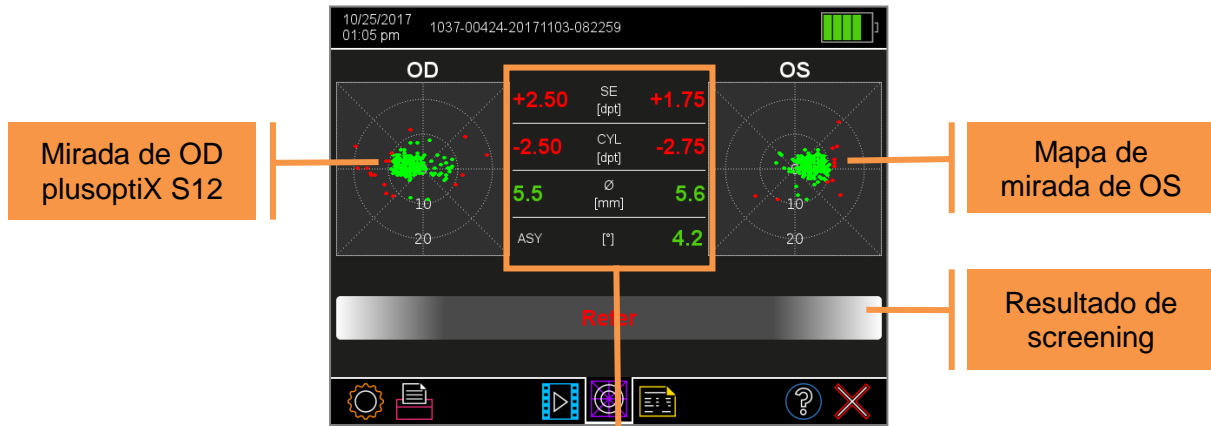 10/25/2017
01:05 pm
1037-00424-20171103-082259
OD
OS
+2.50 SE [dpt] +1.75
-2.50 CYL [dpt] -2.75
5.5 Ø [mm] 5.6
ASY [°] 4.2
10
20
10
20
Refer
Mirada de OD
plusoptiX S12
Mapa de
mirada de OS
Resultado de
screening
?